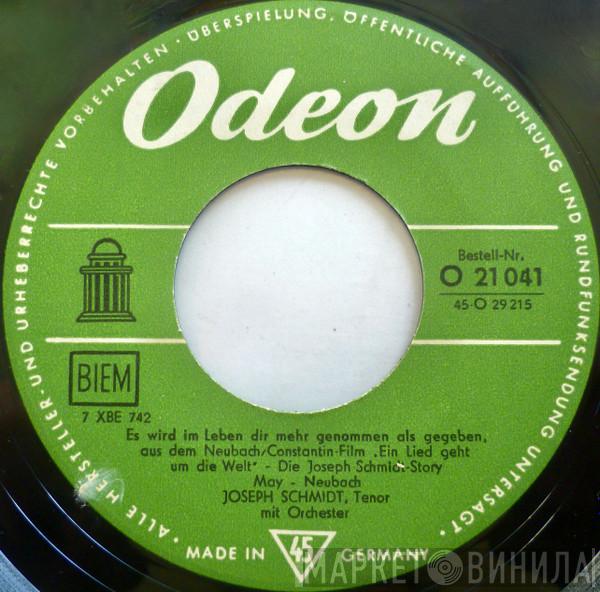 ALLE HERSTELLER- UND URHEBERRECHTE VORBEHALTEN · ÜBERSPIELUNG, ÖFFENTLICHE AUFFÜHRUNG UND RUNDFUNKSENDUNG UNTERSAGT ·
Odeon
Bestell-Nr.
O 21 041
45-O 29 215
BIEM
7 XBE 742
Es wird im Leben dir mehr genommen als gegeben,
aus dem Neubach/Constantin-Film „Ein Lied geht
um die Welt" - Die Joseph Schmidt-Story
May - Neubach
JOSEPH SCHMIDT, Tenor
mit Orchester
MADE IN 45 GERMANY
МАРКЕТ ВИНИЛА